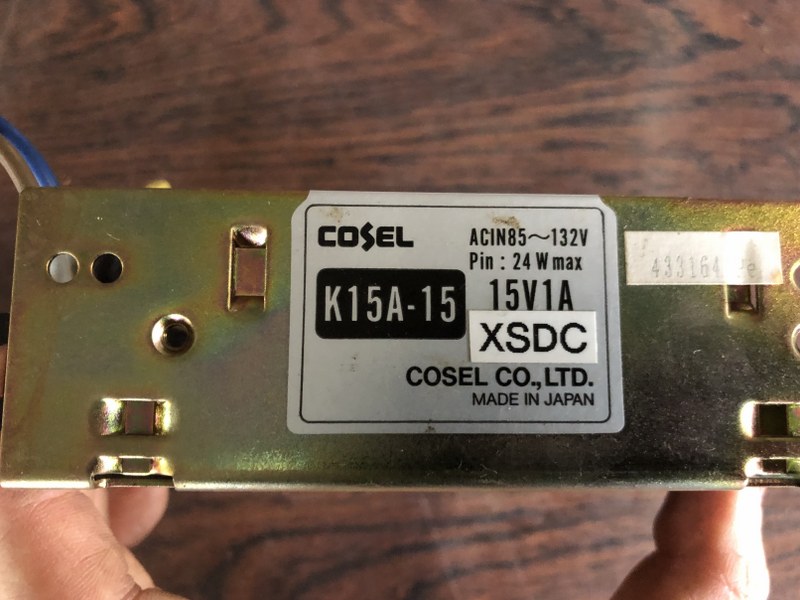 COSEL
ACIN85～132V
Pin : 24 W max
K15A-15
15V1A
XSDC
COSEL CO.,LTD.
MADE IN JAPAN
433164